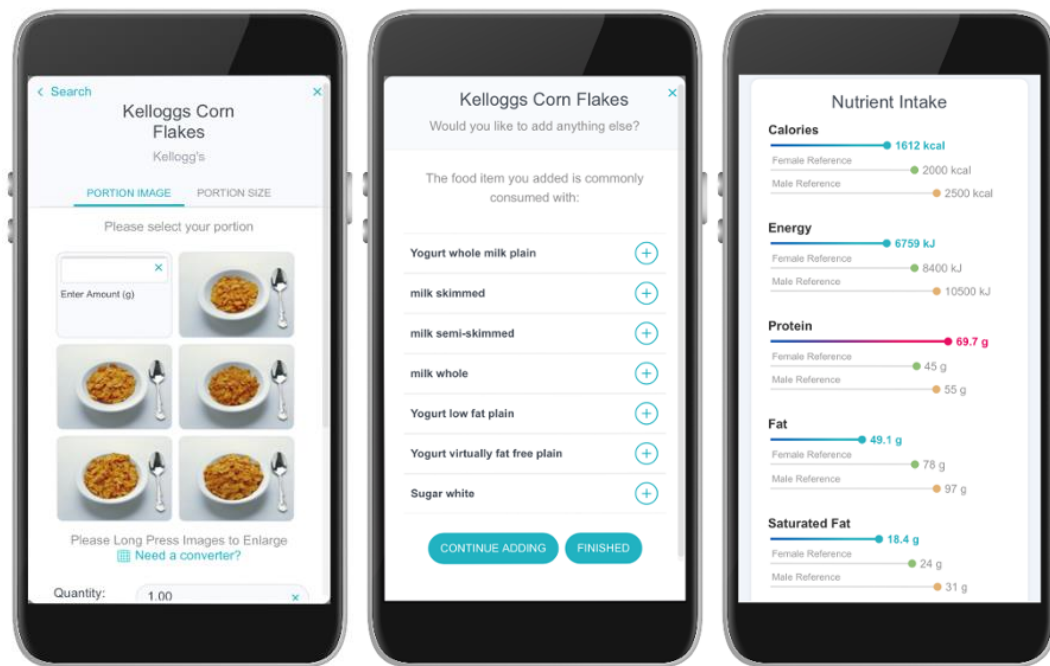 Search
Kelloggs Corn
Flakes
Kellogg's
PORTION IMAGE PORTION SIZE
Please select your portion
Enter Amount (g)
Please Long Press Images to Enlarge
Need a converter?
Quantity: 1.00
Kelloggs Corn Flakes
Would you like to add anything else?
The food item you added is commonly
consumed with:
Yogurt whole milk plain
milk skimmed
milk semi-skimmed
milk whole
Yogurt low fat plain
Yogurt virtually fat free plain
Sugar white
CONTINUE ADDING FINISHED
Nutrient Intake
Calories
1612 kcal
Female Reference
2000 kcal
Male Reference
2500 kcal
Energy
6759 kJ
Female Reference
8400 kJ
Male Reference
10500 kJ
Protein
69.7 g
Female Reference
45 g
Male Reference
55 g
Fat
49.1 g
Female Reference
78 g
Male Reference
97 g
Saturated Fat
18.4 g
Female Reference
24 g
Male Reference
31 g